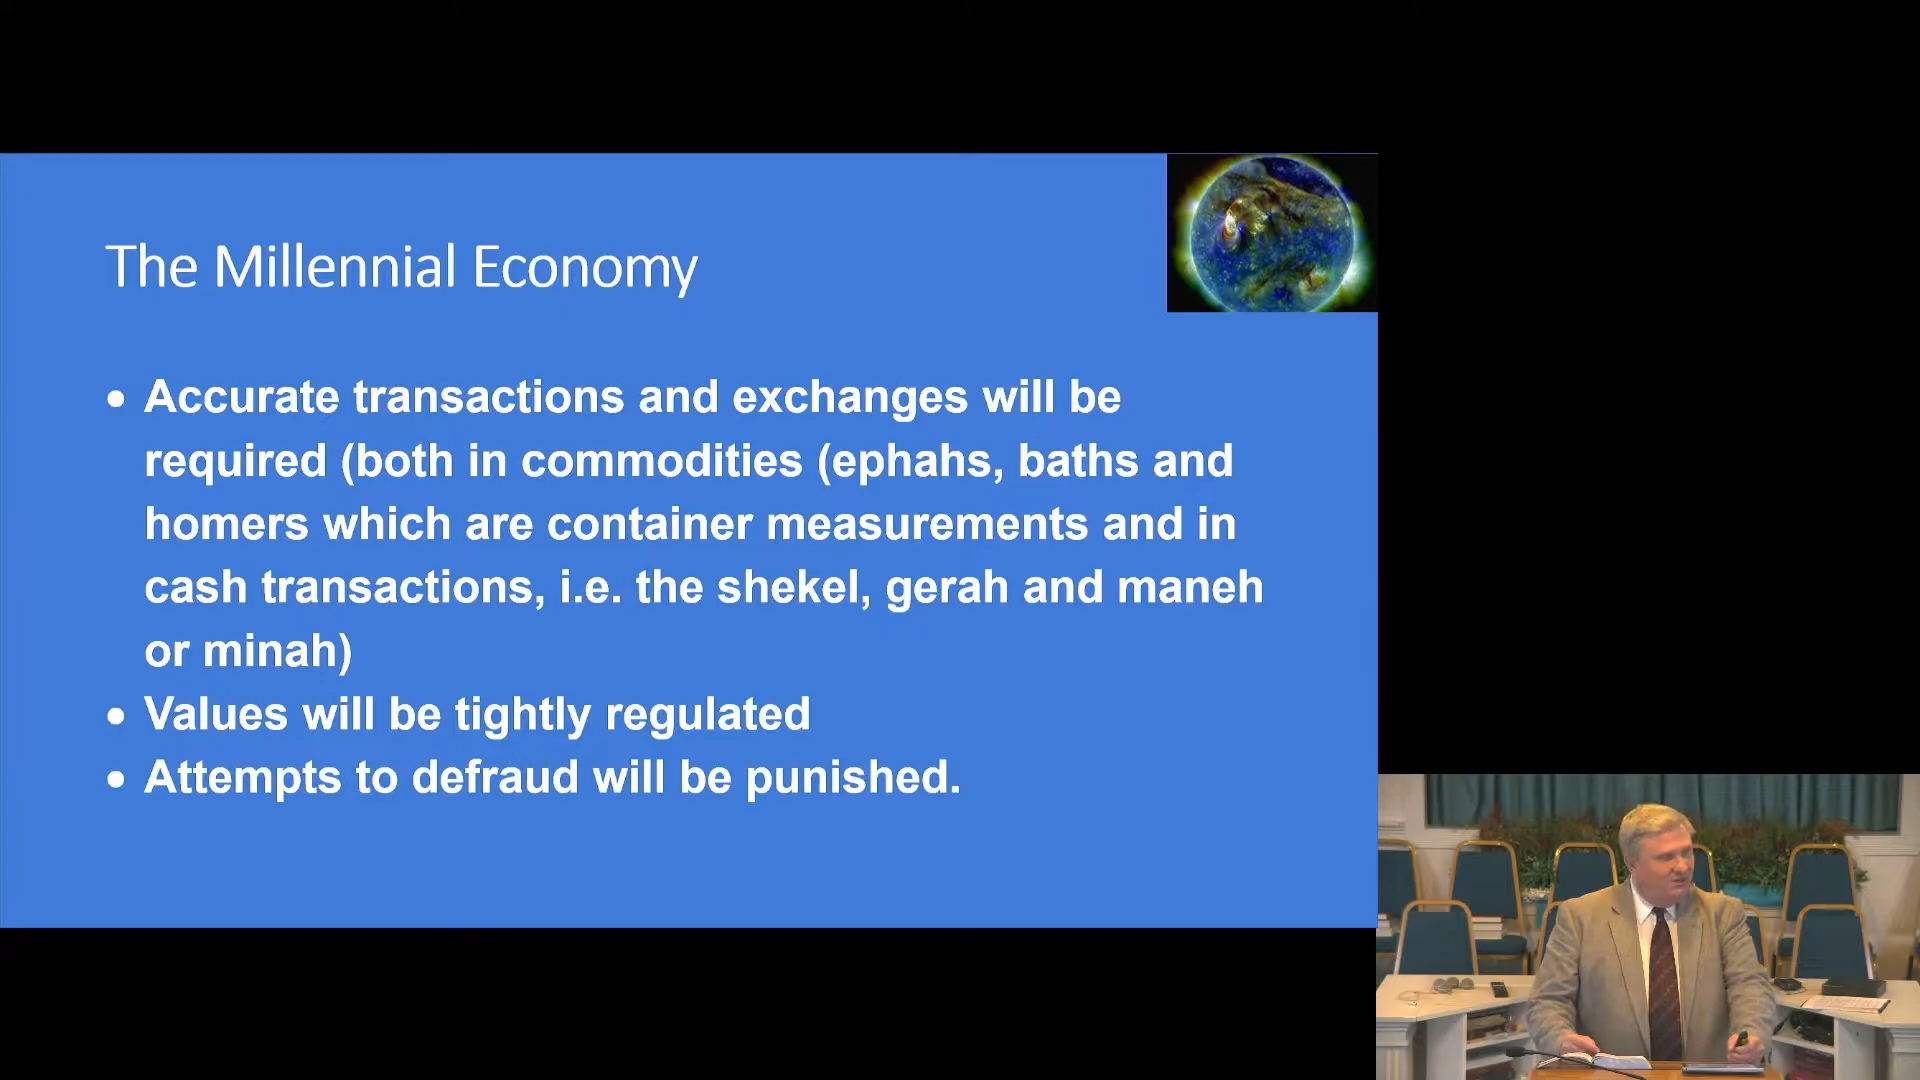 The Millennial Economy
• Accurate transactions and exchanges will be
required (both in commodities (ephahs, baths and
homers which are container measurements and in
cash transactions, i.e. the shekel, gerah and maneh
or minah)
• Values will be tightly regulated
• Attempts to defraud will be punished.